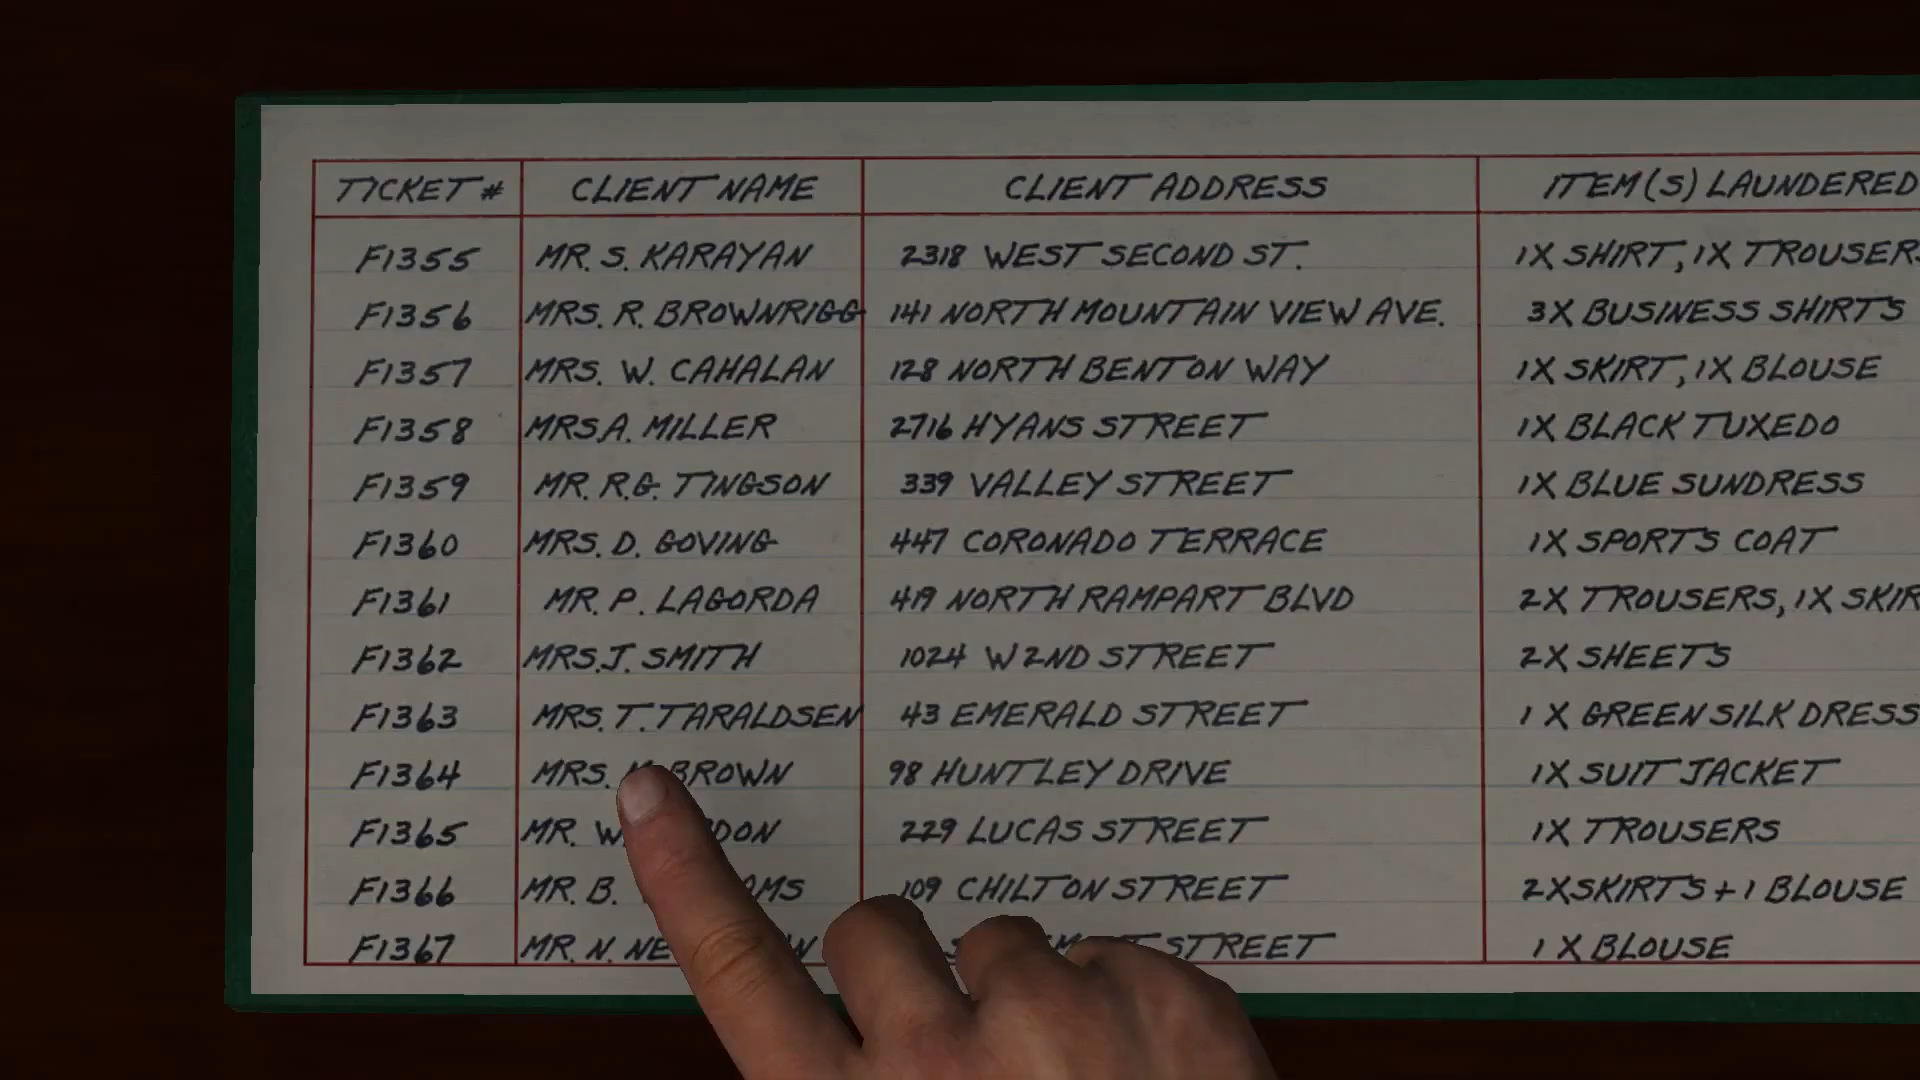 TICKET # CLIENT NAME CLIENT ADDRESS ITEM(S) LAUNDERED
F1355 MR. S. KARAYAN 2318 WEST SECOND ST. 1X SHIRT, 1X TROUSERS
F1356 MRS. R. BROWNRIGG 141 NORTH MOUNTAIN VIEW AVE. 3X BUSINESS SHIRTS
F1357 MRS. W. CAHALAN 128 NORTH BENTON WAY 1X SKIRT, 1X BLOUSE
F1358 MRS A. MILLER 2716 HYANS STREET 1X BLACK TUXEDO
F1359 MR. R.G. TINGSON 339 VALLEY STREET 1X BLUE SUNDRESS
F1360 MRS. D. GOVING 447 CORONADO TERRACE 1X SPORTS COAT
F1361 MR. P. LAGORDA 419 NORTH RAMPART BLVD 2X TROUSERS, 1X SKIR
F1362 MRS. J. SMITH 1024 W 2ND STREET 2X SHEETS
F1363 MRS. T. TARALDSEN 43 EMERALD STREET 1 X GREEN SILK DRESS
F1364 MRS. BROWN 98 HUNTLEY DRIVE 1X SUIT JACKET
F1365 MR. W. 229 LUCAS STREET 1X TROUSERS
F1366 MR. B. 109 CHILTON STREET 2X SKIRTS + 1 BLOUSE
F1367 MR. N. STREET 1 X BLOUSE